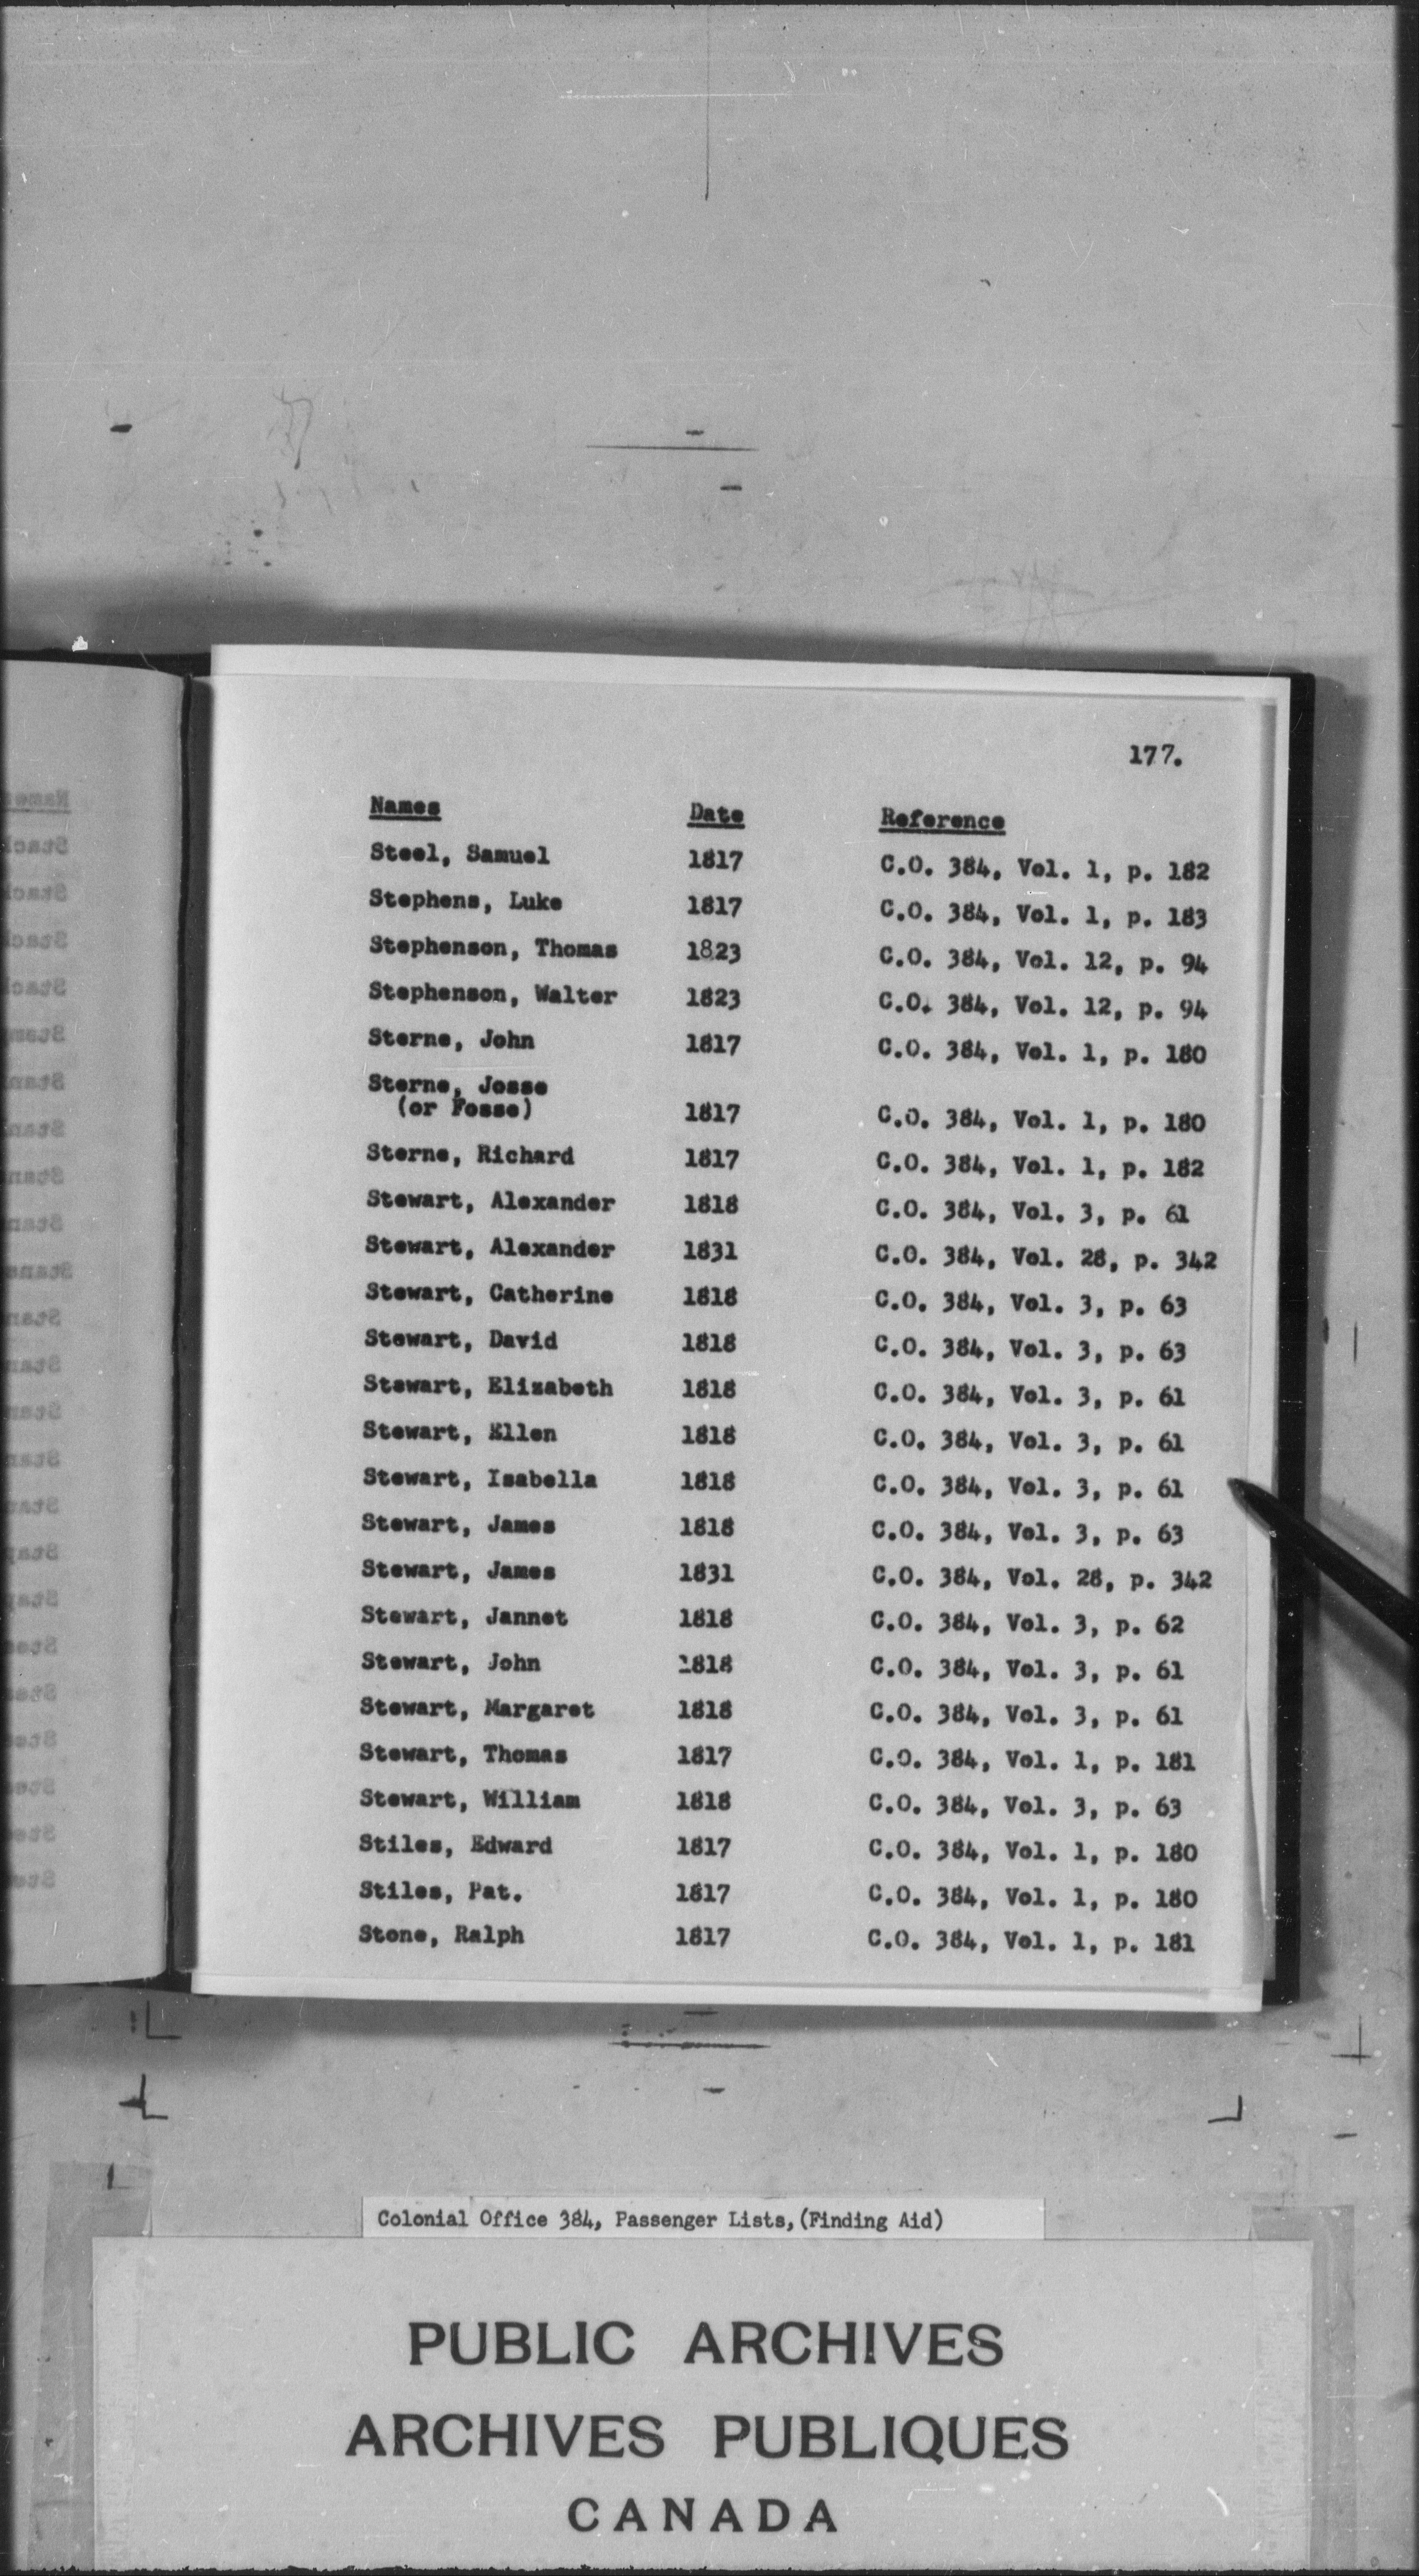 177.
Names Date Reference
Steel, Samuel 1817 C.O. 384, Vol. 1, p. 182
Stephens, Luke 1817 C.O. 384, Vol. 1, p. 183
Stephenson, Thomas 1823 C.O. 384, Vol. 12, p. 94
Stephenson, Walter 1823 C.O. 384, Vol. 12, p. 94
Sterne, John 1817 C.O. 384, Vol. 1, p. 180
Sterne, Josse
(or Fosse) 1817 C.O. 384, Vol. 1, p. 180
Sterne, Richard 1817 C.O. 384, Vol. 1, p. 182
Stewart, Alexander 1818 C.O. 384, Vol. 3, p. 61
Stewart, Alexander 1831 C.O. 384, Vol. 28, p. 342
Stewart, Catherine 1818 C.O. 384, Vol. 3, p. 63
Stewart, David 1818 C.O. 384, Vol. 3, p. 63
Stewart, Elizabeth 1818 C.O. 384, Vol. 3, p. 61
Stewart, Ellen 1818 C.O. 384, Vol. 3, p. 61
Stewart, Isabella 1818 C.O. 384, Vol. 3, p. 61
Stewart, James 1818 C.O. 384, Vol. 3, p. 63
Stewart, James 1831 C.O. 384, Vol. 28, p. 342
Stewart, Jannet 1818 C.O. 384, Vol. 3, p. 62
Stewart, John 1818 C.O. 384, Vol. 3, p. 61
Stewart, Margaret 1818 C.O. 384, Vol. 3, p. 61
Stewart, Thomas 1817 C.O. 384, Vol. 1, p. 181
Stewart, William 1818 C.O. 384, Vol. 3, p. 63
Stiles, Edward 1817 C.O. 384, Vol. 1, p. 180
Stiles, Pat. 1817 C.O. 384, Vol. 1, p. 180
Stone, Ralph 1817 C.O. 384, Vol. 1, p. 181
Colonial Office 384, Passenger Lists, (Finding Aid)
PUBLIC ARCHIVES
ARCHIVES PUBLIQUES
CANADA